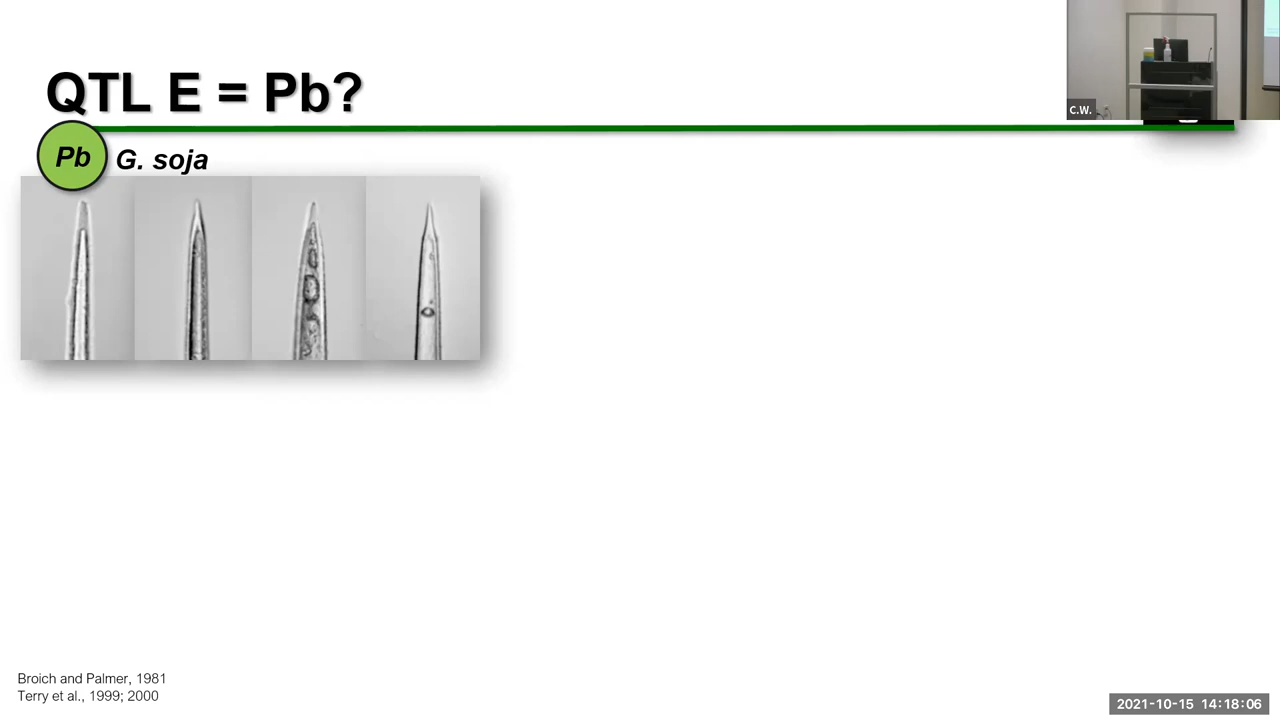 QTL E = Pb?
C.W.
Pb
G. soja
Broich and Palmer, 1981
Terry et al., 1999; 2000
2021-10-15 14:18:06